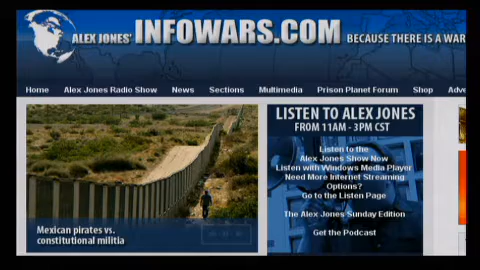 ALEX JONES' INFOWARS.COM BECAUSE THERE IS A WAR
Home Alex Jones Radio Show News Sections Multimedia Prison Planet Forum Shop Adve
LISTEN TO ALEX JONES
FROM 11AM - 3PM CST
Listen to the
Alex Jones Show Now
Listen with Windows Media Player
Need More Internet Streaming
Options?
Go to the Listen Page
The Alex Jones Sunday Edition
Get the Podcast
Mexican pirates vs.
constitutional militia